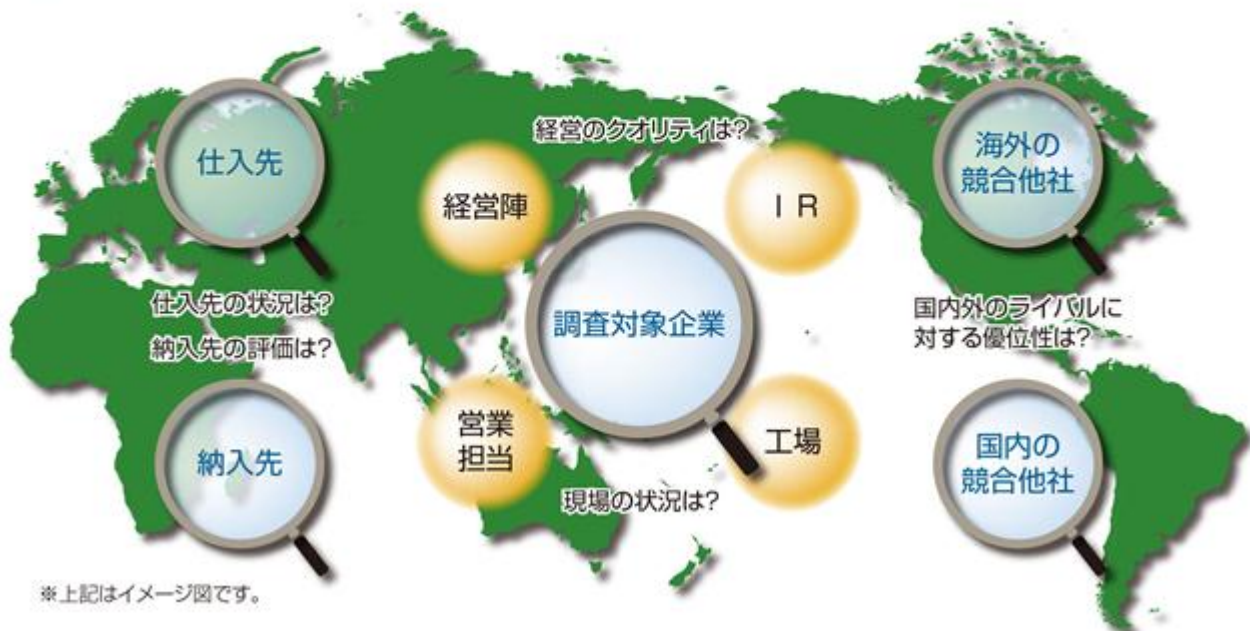 経営のクオリティは?
仕入先
経営陣
I R
海外の
競合他社
仕入先の状況は?
納入先の評価は?
調査対象企業
国内外のライバルに
対する優位性は?
納入先
営業
担当
工場
国内の
競合他社
現場の状況は?
※上記はイメージ図です。